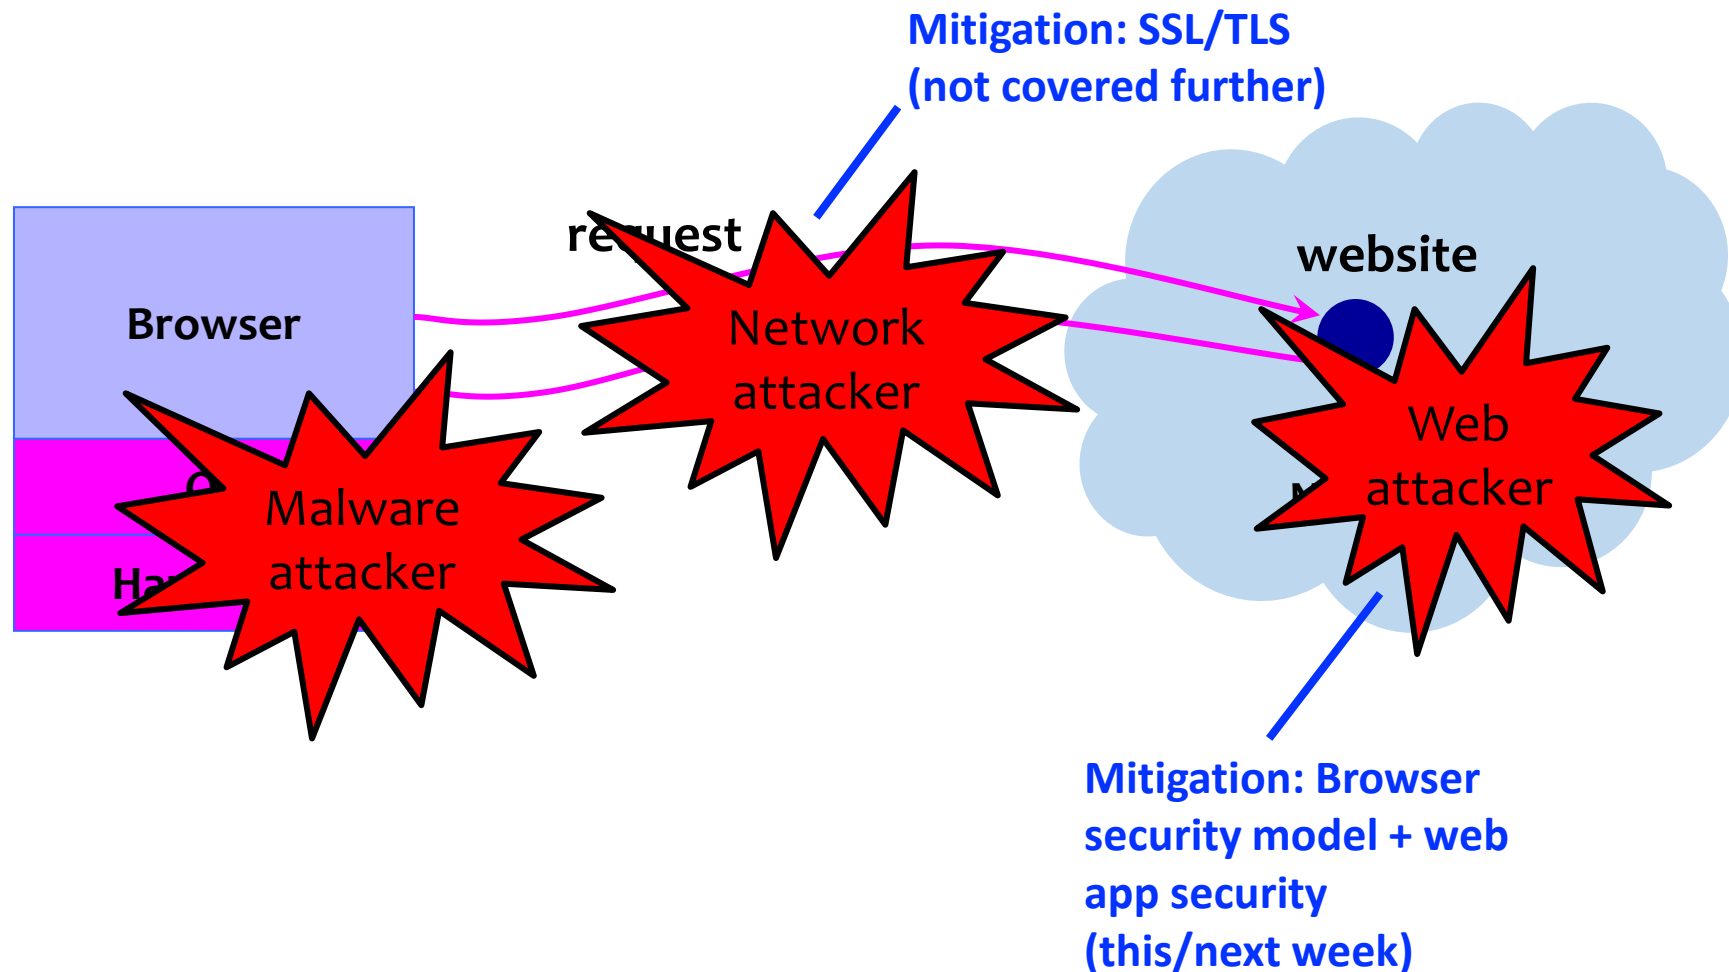 Mitigation: SSL/TLS
(not covered further)
request
website
Browser
Network
attacker
Web
attacker
Malware
attacker
Mitigation: Browser
security model + web
app security
(this/next week)